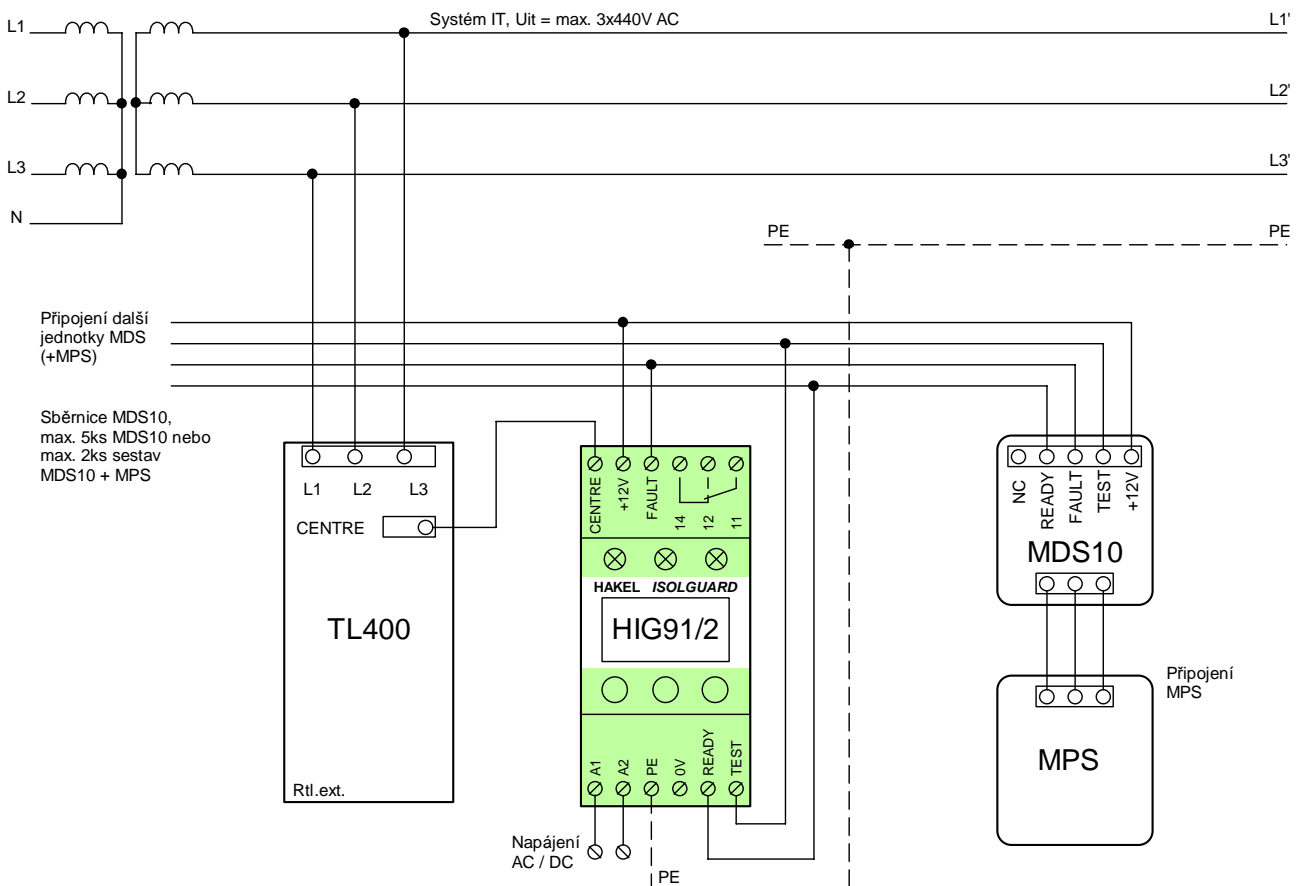 L1
Systém IT, Uit = max. 3x440V AC
L1'
L2
L2'
L3
L3'
N
PE
PE
Připojení další
jednotky MDS
(+MPS)
Sběrnice MDS10,
max. 5ks MDS10 nebo
max. 2ks sestav
MDS10 + MPS
L1
L2
L3
CENTRE
TL400
Rtl.ext.
CENTRE
+12V
FAULT
14
12
11
HAKEL ISOLGUARD
HIG91/2
A1
A2
PE
0V
READY
TEST
Napájení
AC / DC
PE
NC
READY
FAULT
TEST
+12V
MDS10
Připojení
MPS
MPS